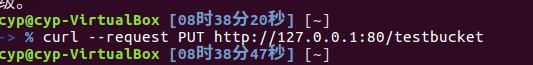 级。
cyp@cyp-VirtualBox [08时38分20秒] [~]
-> % curl --request PUT http://127.0.0.1:80/testbucket
cyp@cyp-VirtualBox [08时38分47秒] [~]